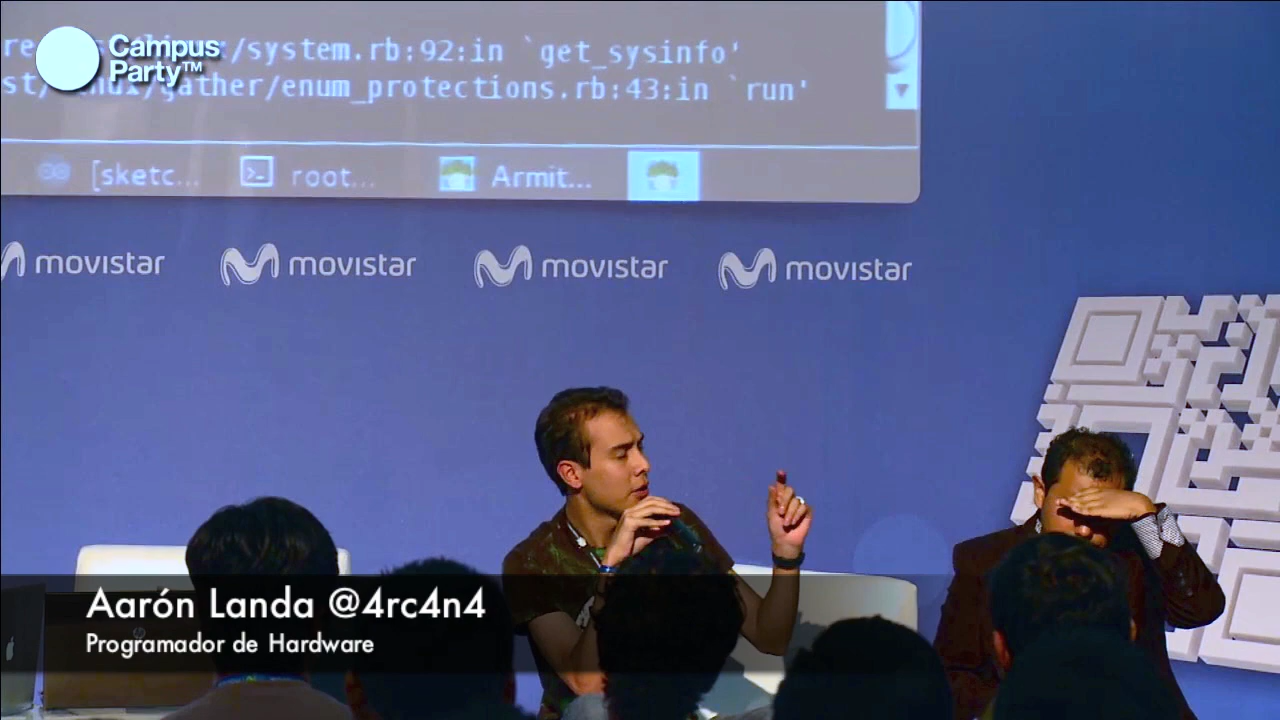 Campus
Party™
/system.rb:92:in `get_sysinfo'
/gather/enum_protections.rb:43:in `run'
[sketc...
root...
Armit...
movistar
movistar
movistar
movistar
Aarón Landa @4rc4n4
Programador de Hardware